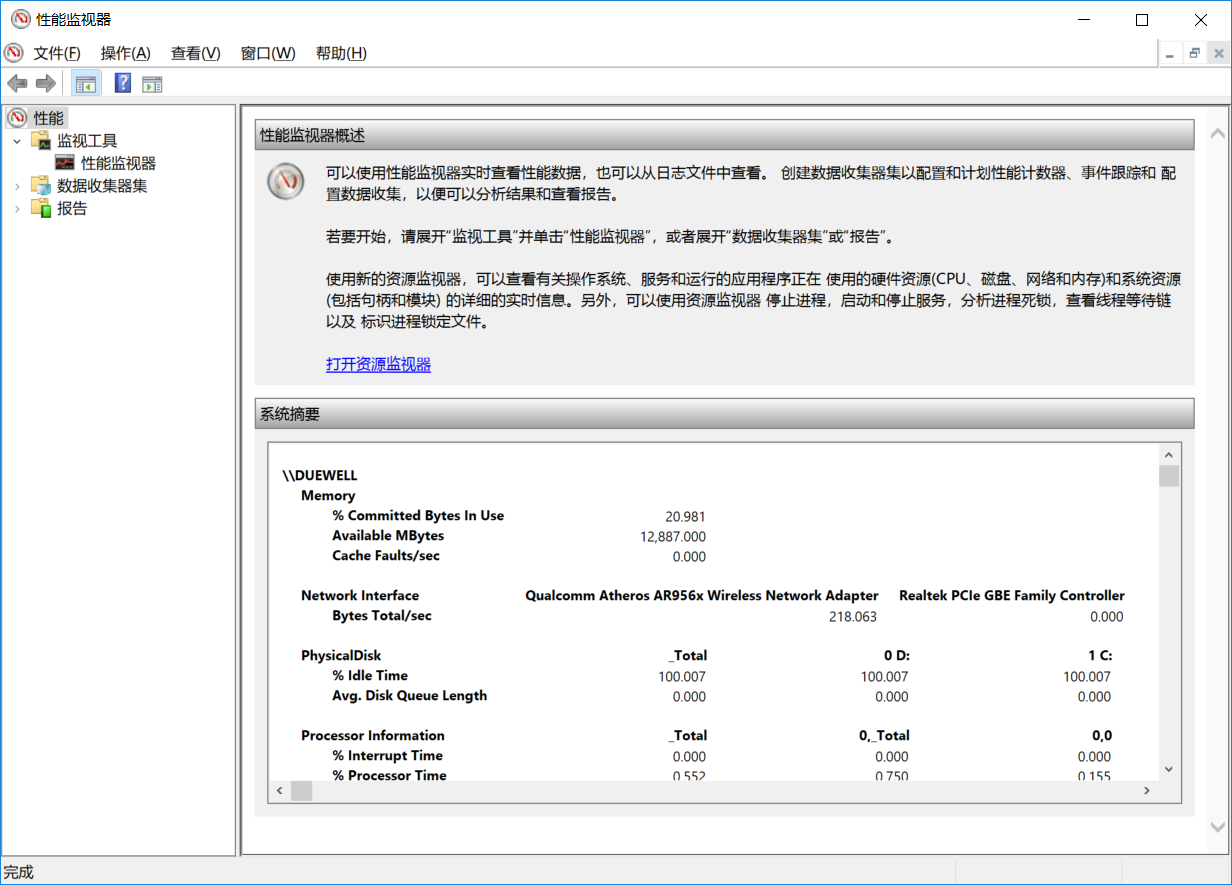 性能监视器
文件(F) 操作(A) 查看(V) 窗口(W) 帮助(H)
性能
监视工具
性能监视器
数据收集器集
报告
性能监视器概述
可以使用性能监视器实时查看性能数据，也可以从日志文件中查看。 创建数据收集器集以配置和计划性能计数器、事件跟踪和 配
置数据收集，以便可以分析结果和查看报告。
若要开始，请展开"监视工具"并单击"性能监视器"，或者展开"数据收集器集"或"报告"。
使用新的资源监视器，可以查看有关操作系统、服务和运行的应用程序正在 使用的硬件资源(CPU、磁盘、网络和内存)和系统资源
(包括句柄和模块) 的详细的实时信息。另外，可以使用资源监视器 停止进程，启动和停止服务，分析进程死锁，查看线程等待链
以及 标识进程锁定文件。
打开资源监视器
系统摘要
\\DUEWELL
Memory
% Committed Bytes In Use 20.981
Available MBytes 12,887.000
Cache Faults/sec 0.000
Network Interface Qualcomm Atheros AR956x Wireless Network Adapter Realtek PCIe GBE Family Controller
Bytes Total/sec 218.063 0.000
PhysicalDisk _Total 0 D: 1 C:
% Idle Time 100.007 100.007 100.007
Avg. Disk Queue Length 0.000 0.000 0.000
Processor Information _Total 0,_Total 0,0
% Interrupt Time 0.000 0.000 0.000
% Processor Time 0.552 0.750 0.155
完成